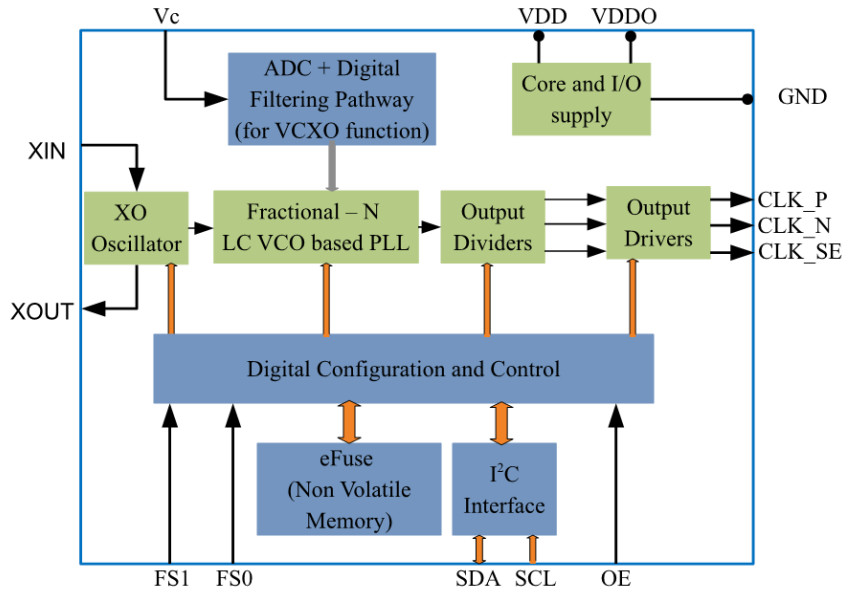 Vc
VDD
VDDO
ADC + Digital
Filtering Pathway
(for VCXO function)
Core and I/O
supply
GND
XIN
XO
Oscillator
Fractional – N
LC VCO based PLL
Output
Dividers
Output
Drivers
CLK_P
CLK_N
CLK_SE
XOUT
Digital Configuration and Control
eFuse
(Non Volatile
Memory)
I²C
Interface
FS1
FS0
SDA
SCL
OE